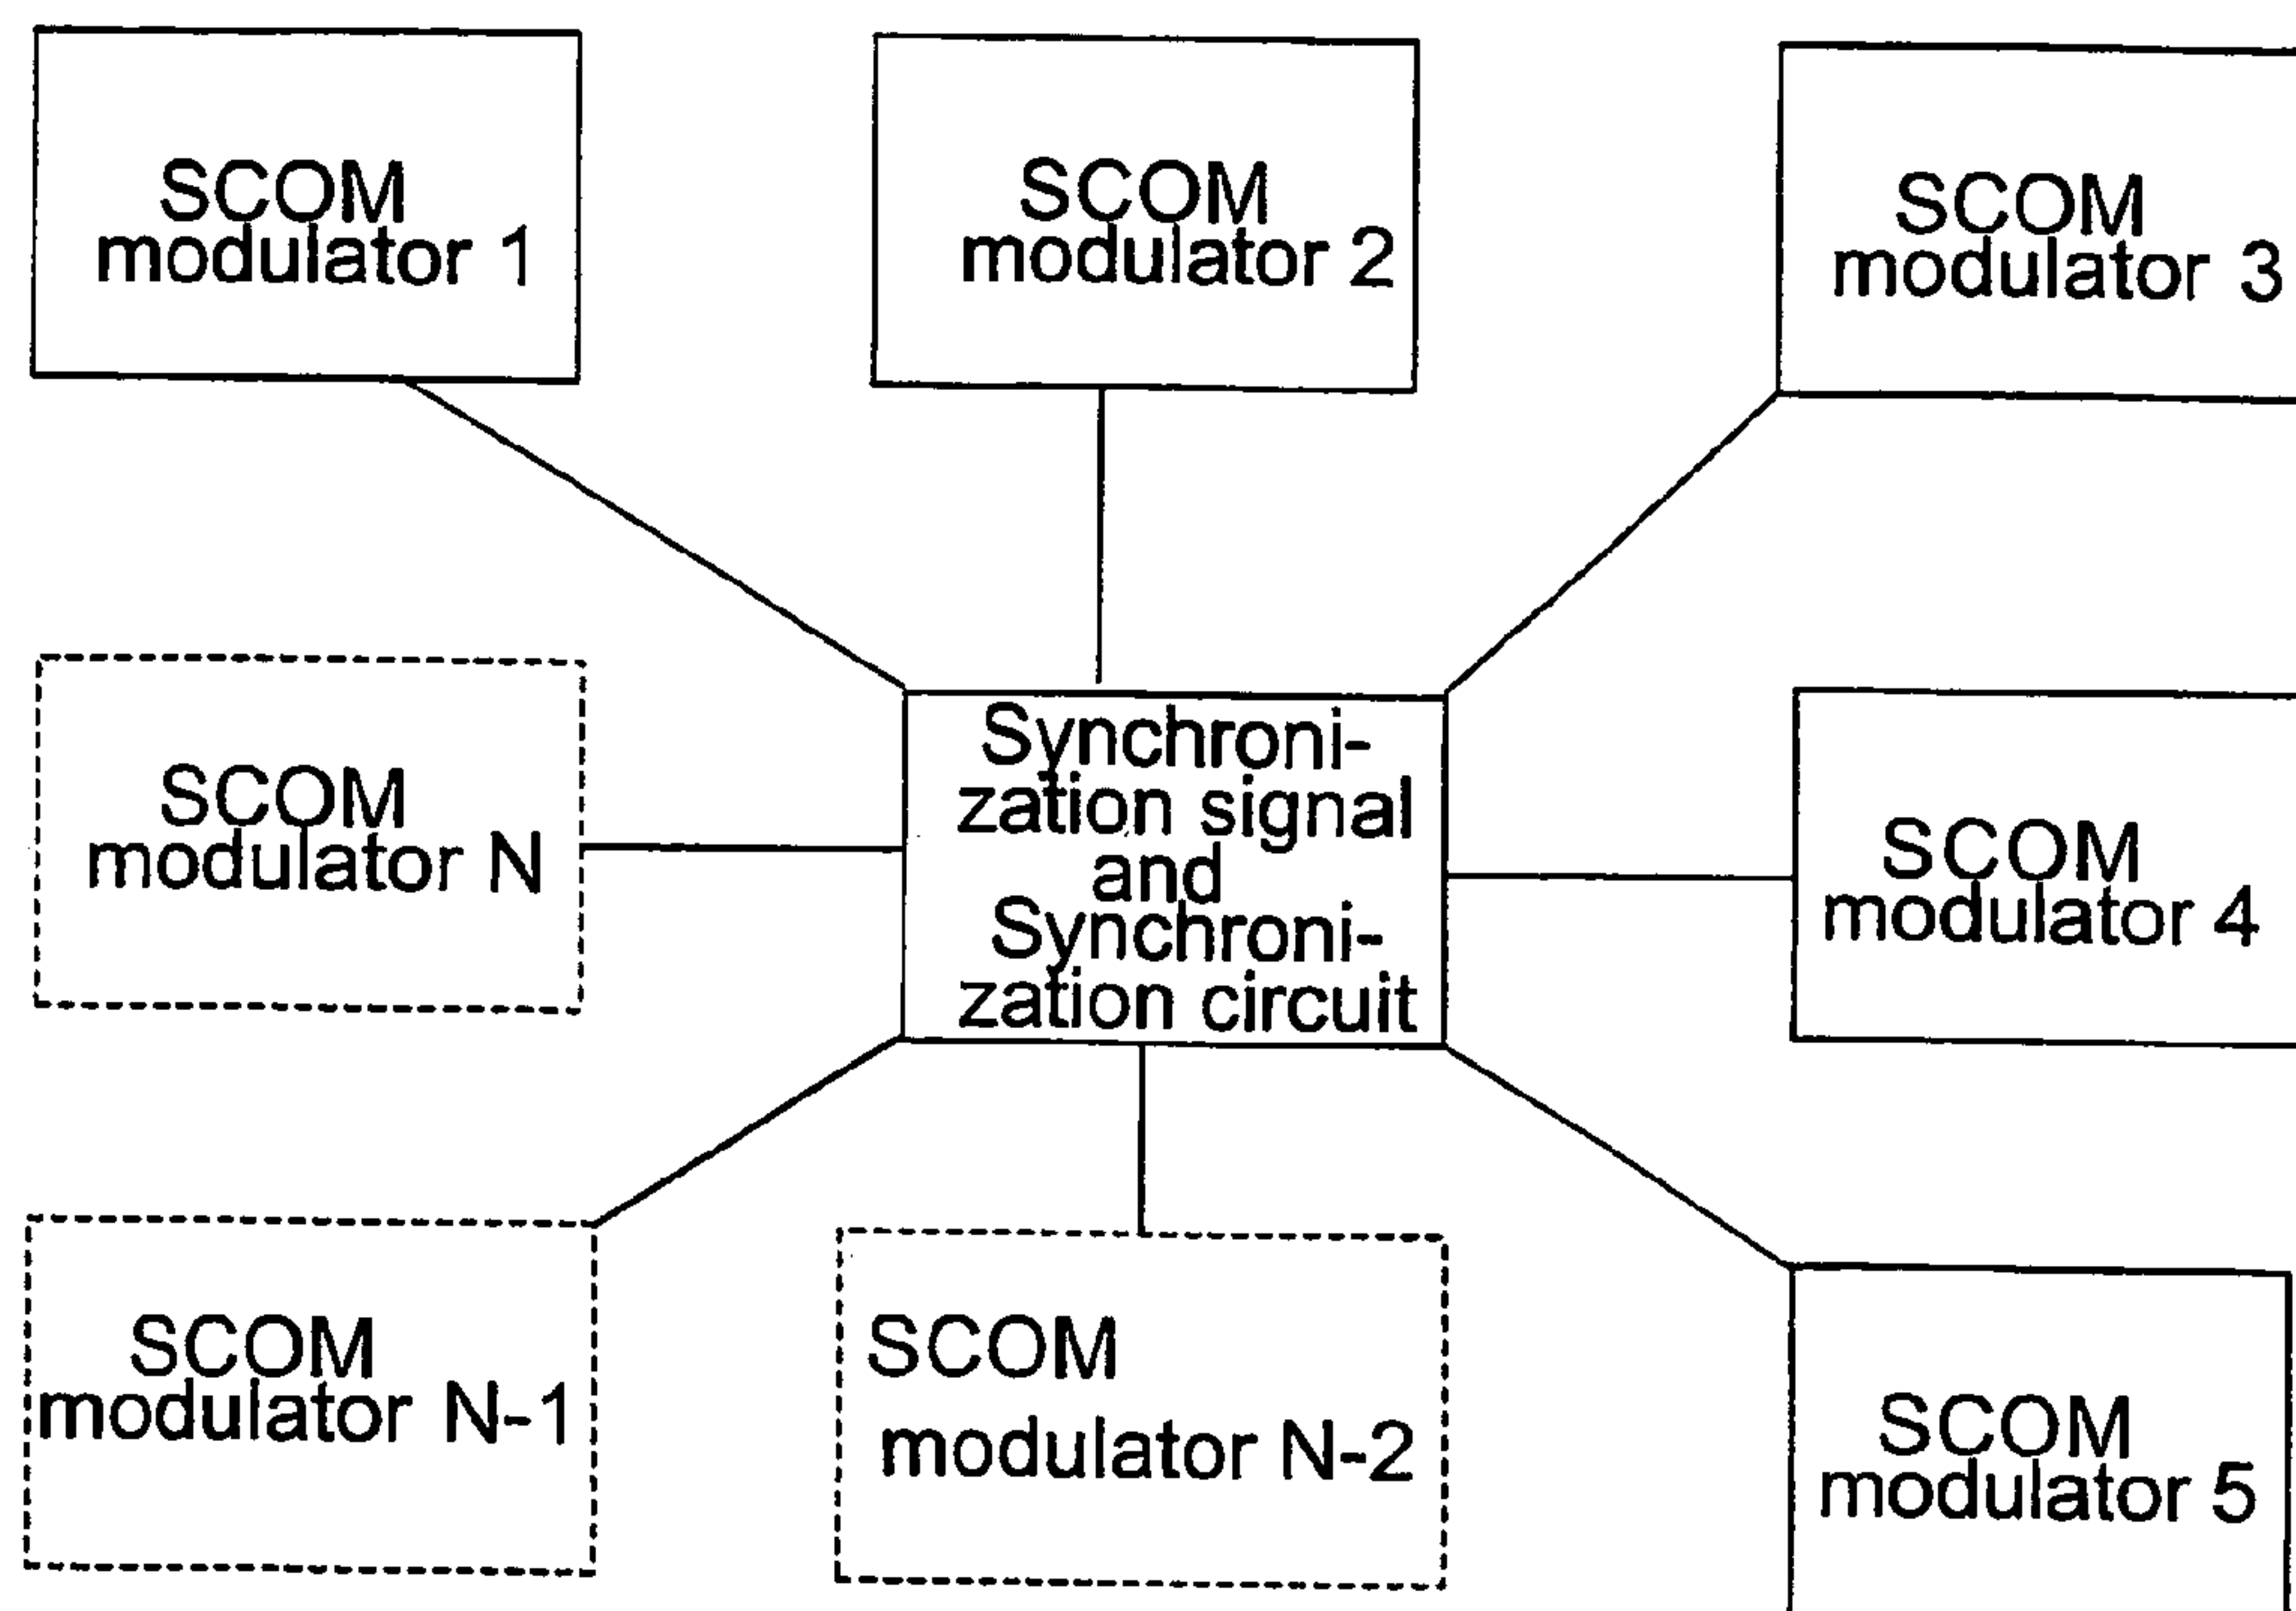 SCOM
modulator 1
SCOM
modulator 2
SCOM
modulator 3
SCOM
modulator N
Synchroni-
zation signal
and
Synchroni-
zation circuit
SCOM
modulator 4
SCOM
modulator N-1
SCOM
modulator N-2
SCOM
modulator 5